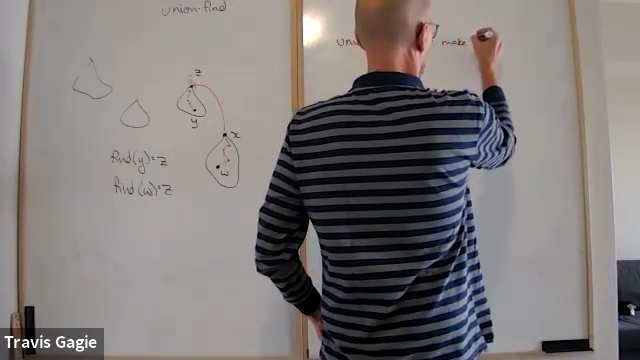 union-find
z
y
x
w
find(y)=z
find(w)=z
make
Travis Gagie